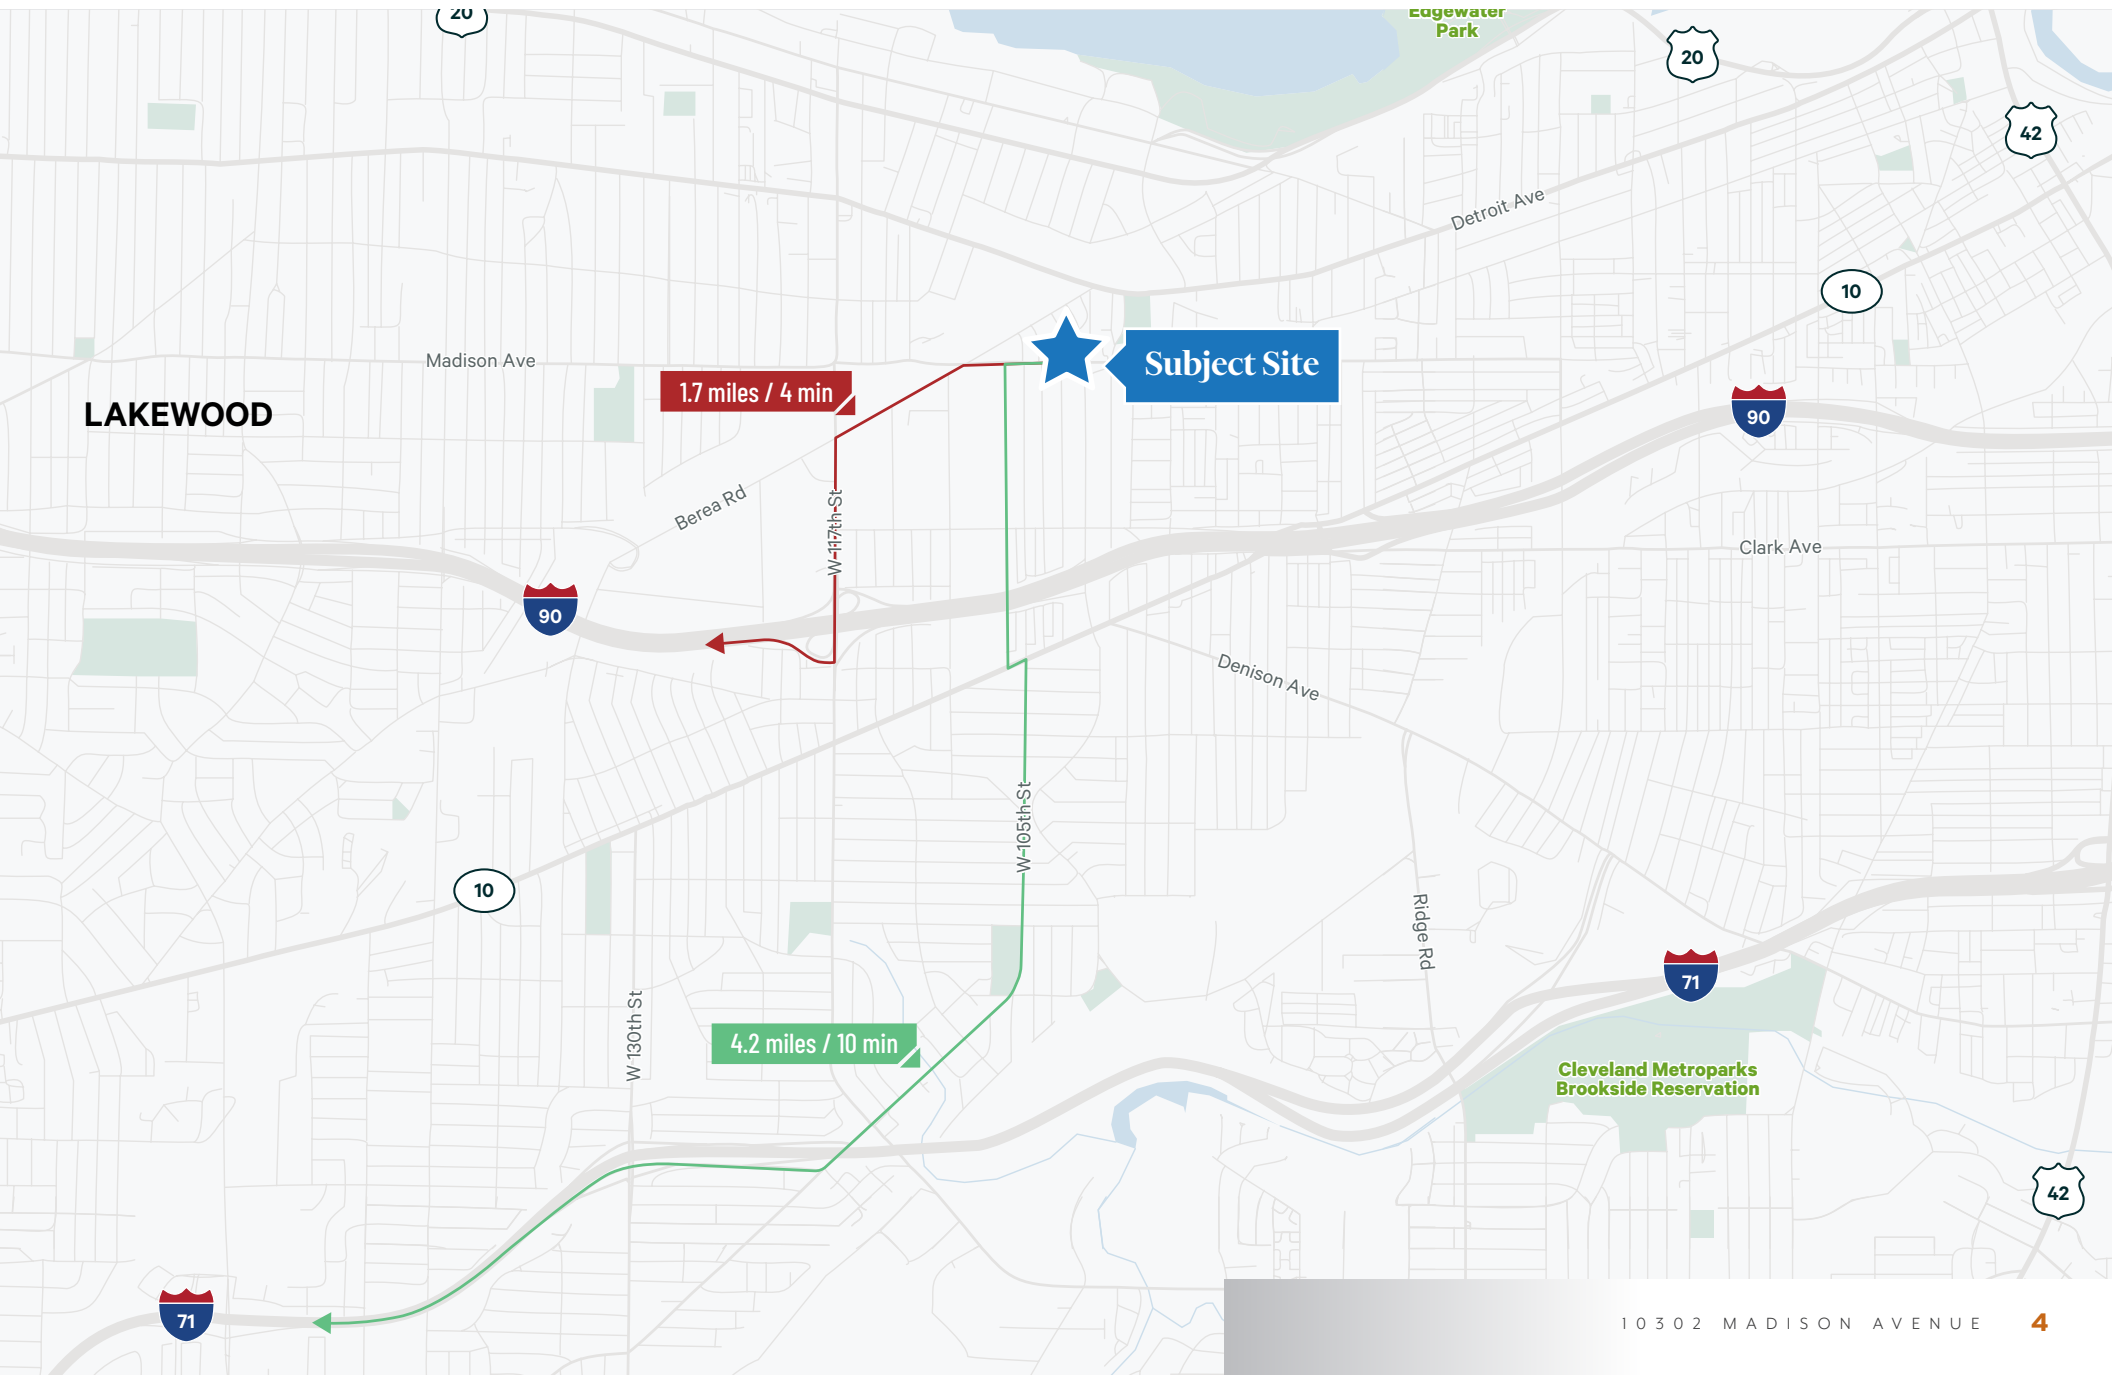 20
Edgewater
Park
20
42
Detroit Ave
10
Madison Ave
Subject Site
1.7 miles / 4 min
LAKEWOOD
90
Berea Rd
W 117th St
Clark Ave
90
Denison Ave
W 105th St
10
Ridge Rd
71
W 130th St
4.2 miles / 10 min
Cleveland Metroparks
Brookside Reservation
42
71
10302 MADISON AVENUE 4